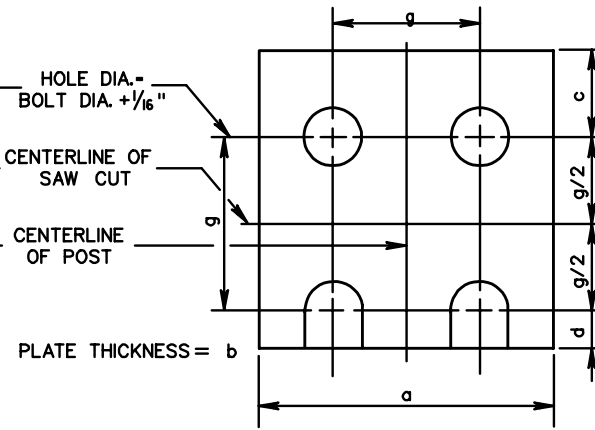 g
HOLE DIA.=
BOLT DIA. +1/16"
c
CENTERLINE OF
SAW CUT
g/2
g
CENTERLINE
OF POST
g/2
d
PLATE THICKNESS = b
a